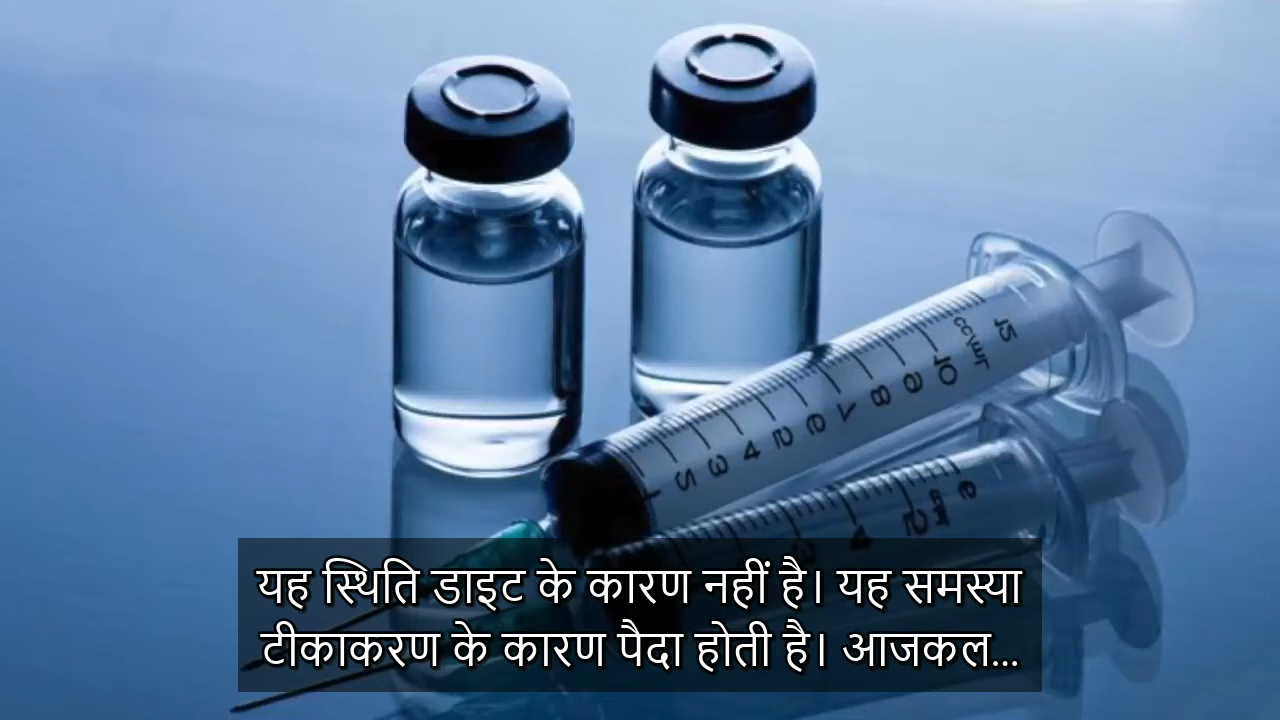 यह स्थिति डाइट के कारण नहीं है। यह समस्या
टीकाकरण के कारण पैदा होती है। आजकल...